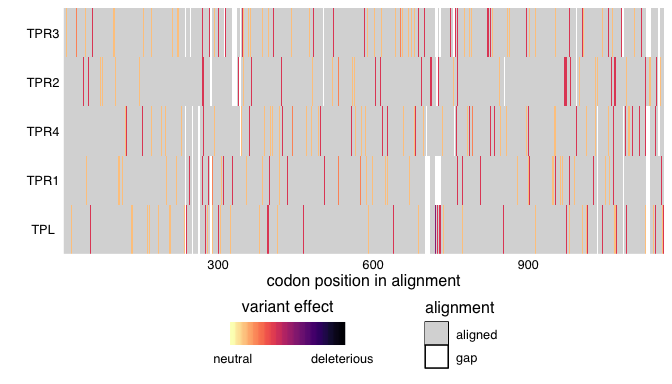 TPR3
TPR2
TPR4
TPR1
TPL
300 600 900
codon position in alignment
variant effect
neutral deleterious
alignment
aligned
gap